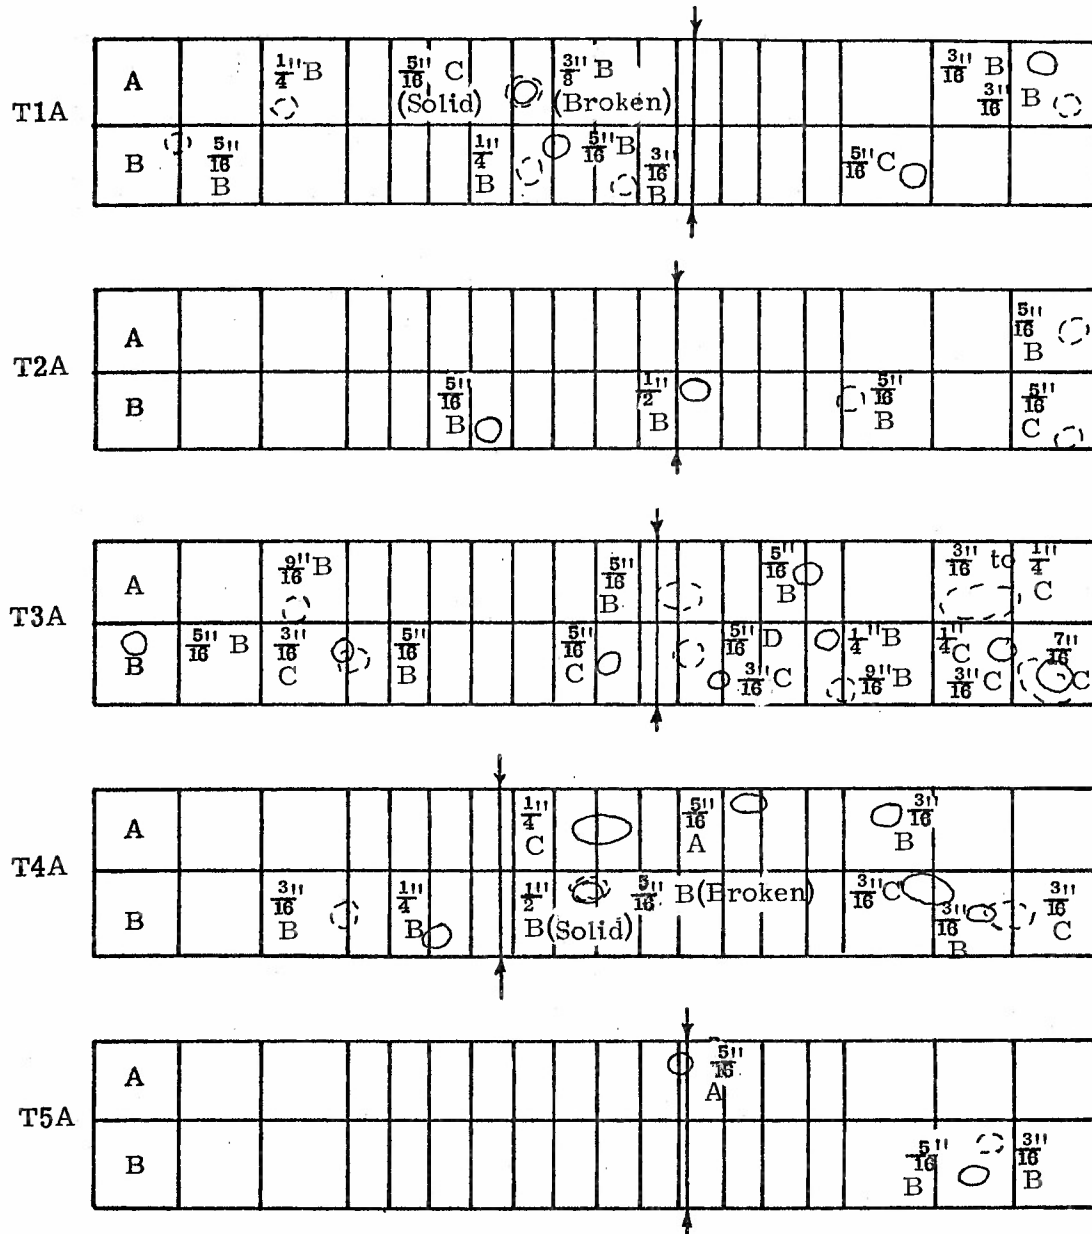 T1A
A
1/4" B
5/16" C
(Solid)
3/8" B
(Broken)
3/16" B
3/16"
B
B
5/16"
B
1/4"
B
5/16" B
3/16"
B
5/16" C
T2A
A
5/16"
B
B
5/16"
B
1/2"
B
5/16"
B
5/16"
C
T3A
A
9/16" B
5/16"
B
5/16"
B
3/16" to 1/4"
C
B
5/16" B
3/16"
C
5/16"
B
5/16"
C
5/16" D
3/16" C
1/4" B
9/16" B
1/4"
C
3/16" C
7/16"
C
T4A
A
1/4"
C
5/16"
A
3/16"
B
B
3/16"
B
1/4"
B
1/2"
B (Solid)
5/16" B (Broken)
3/16" C
3/16"
B
3/16"
C
T5A
A
5/16"
A
B
5/16"
B
3/16"
B